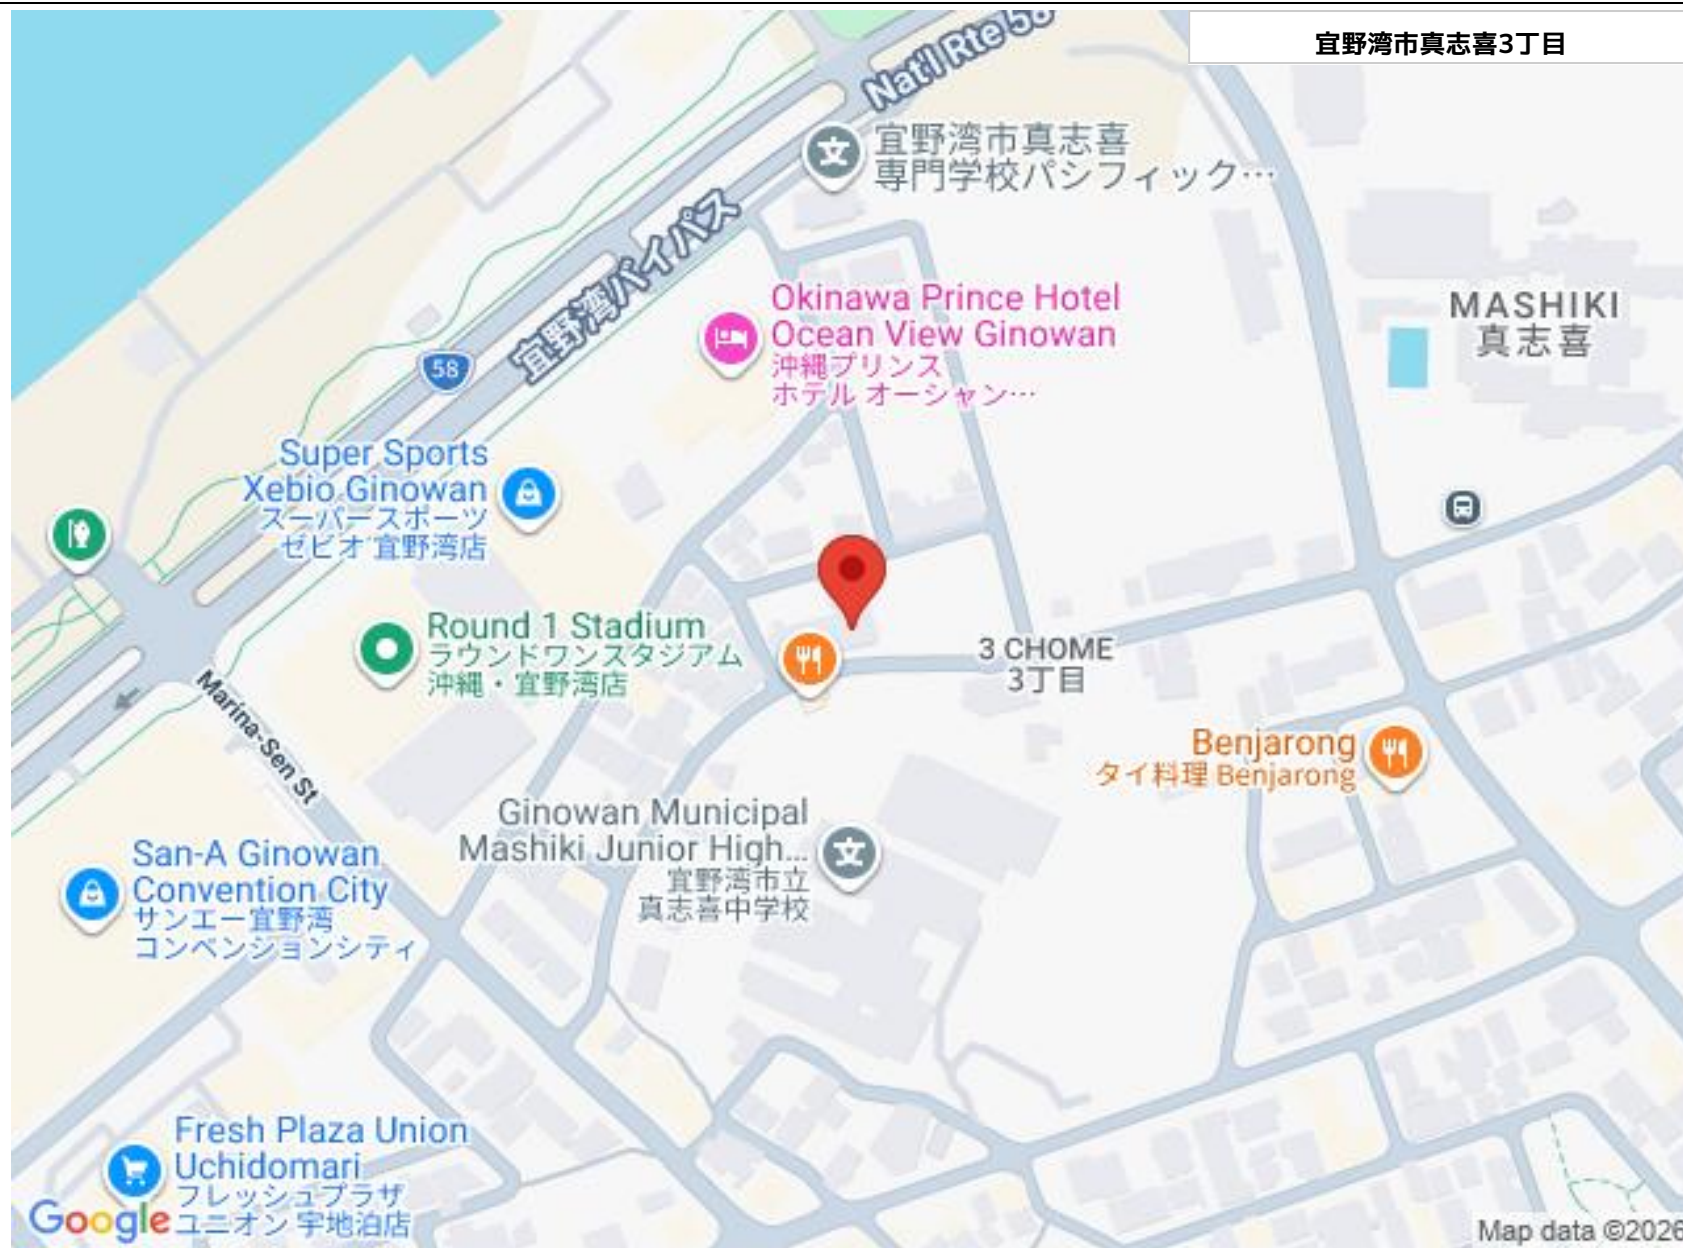 宜野湾市真志喜3丁目
Nat'l Rte 58
宜野湾市真志喜
専門学校パシフィック…
宜野湾バイパス
Okinawa Prince Hotel
Ocean View Ginowan
沖縄プリンス
ホテル オーシャン…
MASHIKI
真志喜
58
Super Sports
Xebio Ginowan
スーパースポーツ
ゼビオ 宜野湾店
Round 1 Stadium
ラウンドワンスタジアム
沖縄・宜野湾店
3 CHOME
3丁目
Marina-Sen St
Benjarong
タイ料理 Benjarong
Ginowan Municipal
Mashiki Junior High...
宜野湾市立
真志喜中学校
San-A Ginowan
Convention City
サンエー宜野湾
コンベンションシティ
Fresh Plaza Union
Uchidomari
フレッシュプラザ
ユニオン 宇地泊店
Google
Map data ©2026